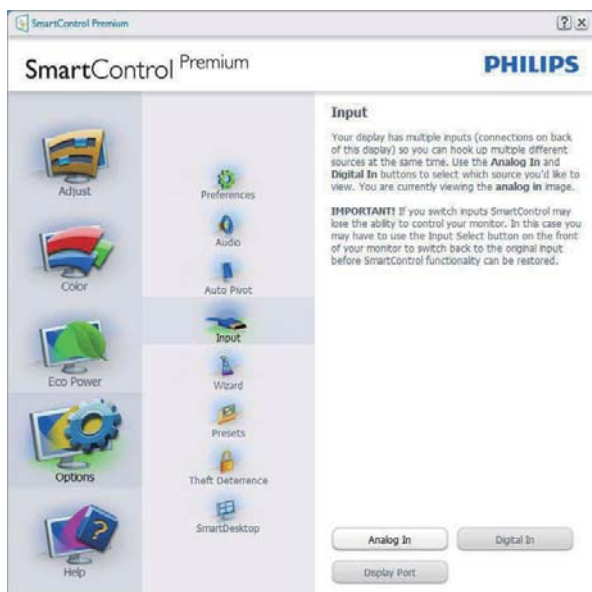 SmartControl Premium
SmartControl Premium
PHILIPS
Adjust
Color
Eco Power
Options
Help
Preferences
Audio
Auto Pivot
Input
Wizard
Presets
Theft Deterrence
SmartDesktop
Input
Your display has multiple inputs (connections on back
of this display) so you can hook up multiple different
sources at the same time. Use the Analog In and
Digital In buttons to select which source you'd like to
view. You are currently viewing the analog in image.
IMPORTANT! If you switch inputs SmartControl may
lose the ability to control your monitor. In this case you
may have to use the Input Select button on the front
of your monitor to switch back to the original input
before SmartControl functionality can be restored.
Analog In
Digital In
Display Port